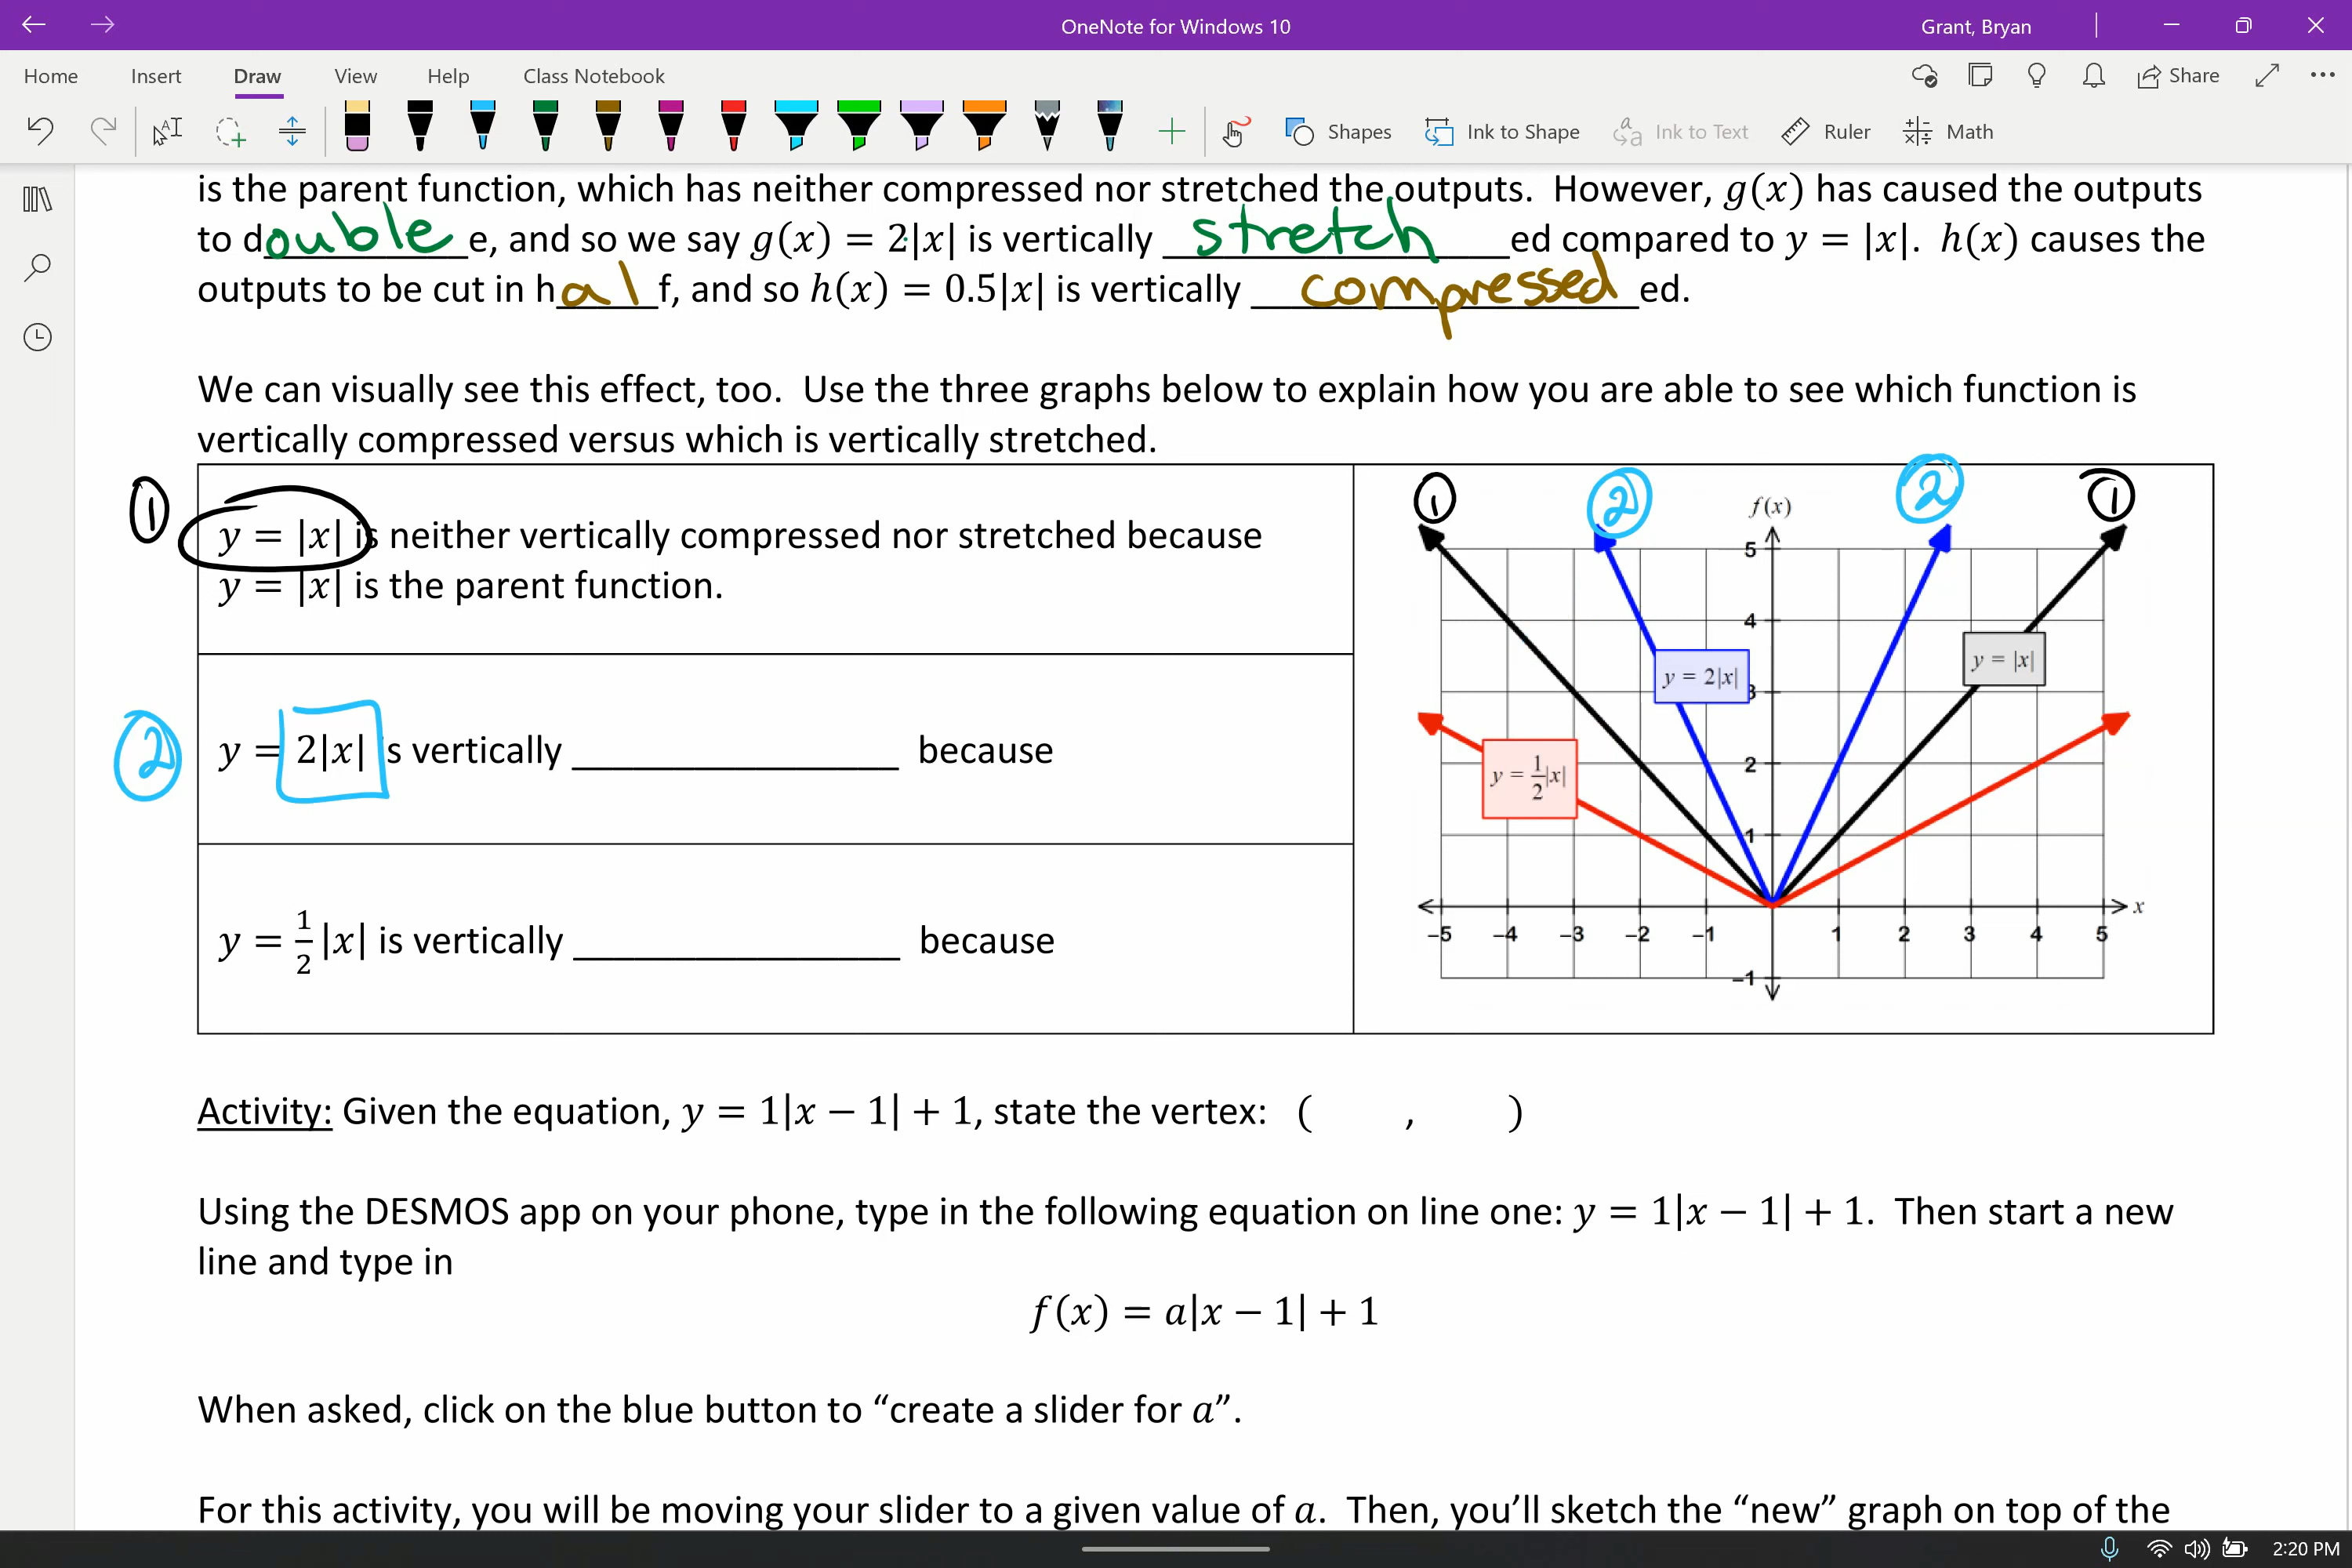 OneNote for Windows 10
Grant, Bryan
Home Insert Draw View Help Class Notebook Share
Shapes Ink to Shape Ink to Text Ruler Math
is the parent function, which has neither compressed nor stretched the outputs. However, g(x) has caused the outputs
to double e, and so we say g(x) = 2|x| is vertically stretch ed compared to y = |x|. h(x) causes the
outputs to be cut in half, and so h(x) = 0.5|x| is vertically compressed ed.
We can visually see this effect, too. Use the three graphs below to explain how you are able to see which function is
vertically compressed versus which is vertically stretched.
① y = |x| is neither vertically compressed nor stretched because
y = |x| is the parent function.
② y = 2|x| is vertically ________________ because
y = 1/2 |x| is vertically ________________ because
① ② ② ①
f(x)
5
4
y = |x|
y = 2|x|
3
2
y = 1/2|x|
1
x
−5 −4 −3 −2 −1 1 2 3 4 5
−1
Activity: Given the equation, y = 1|x − 1| + 1, state the vertex: ( , )
Using the DESMOS app on your phone, type in the following equation on line one: y = 1|x − 1| + 1. Then start a new
line and type in
f(x) = a|x − 1| + 1
When asked, click on the blue button to “create a slider for a”.
For this activity, you will be moving your slider to a given value of a. Then, you’ll sketch the “new” graph on top of the
2:20 PM